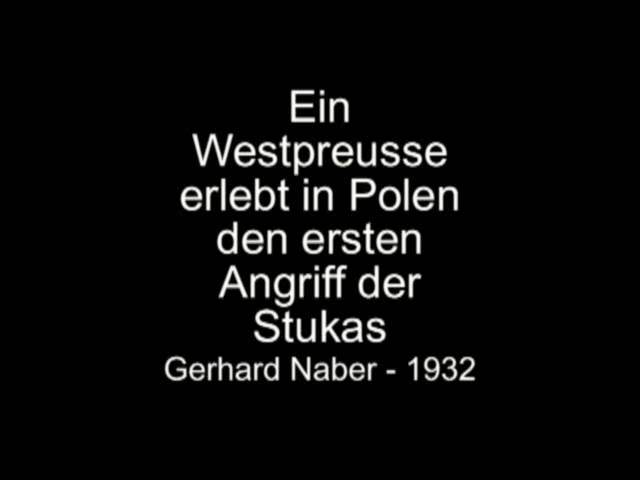 Ein
Westpreusse
erlebt in Polen
den ersten
Angriff der
Stukas
Gerhard Naber - 1932